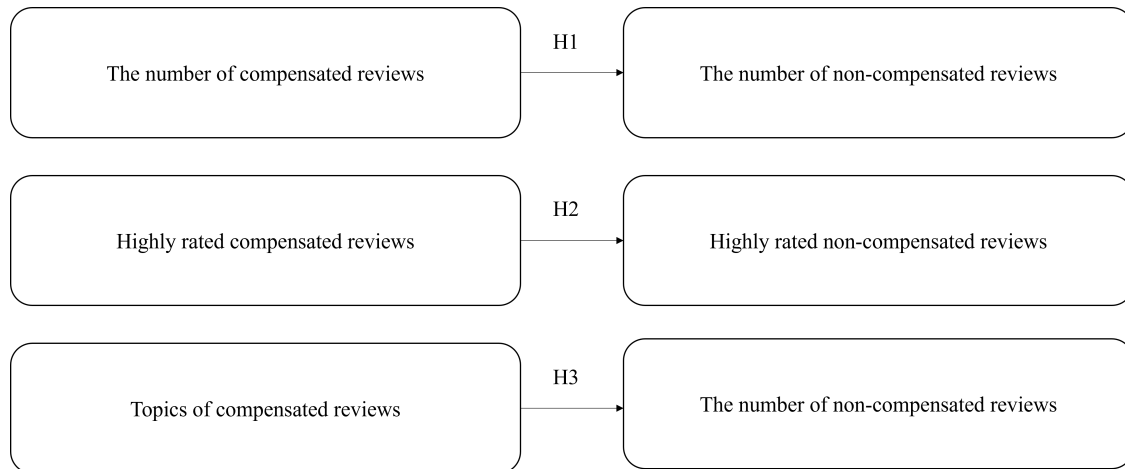 H1
The number of compensated reviews
The number of non-compensated reviews
H2
Highly rated compensated reviews
Highly rated non-compensated reviews
H3
Topics of compensated reviews
The number of non-compensated reviews